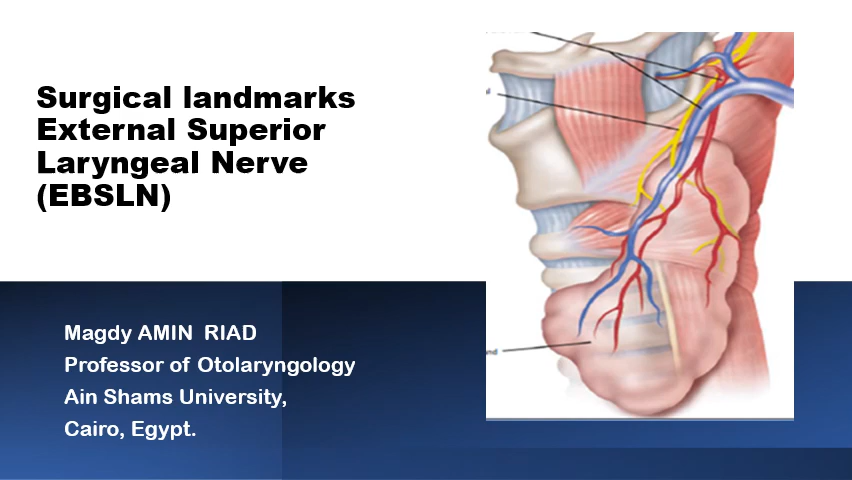 Surgical landmarks
External Superior
Laryngeal Nerve
(EBSLN)
Magdy AMIN RIAD
Professor of Otolaryngology
Ain Shams University,
Cairo, Egypt.